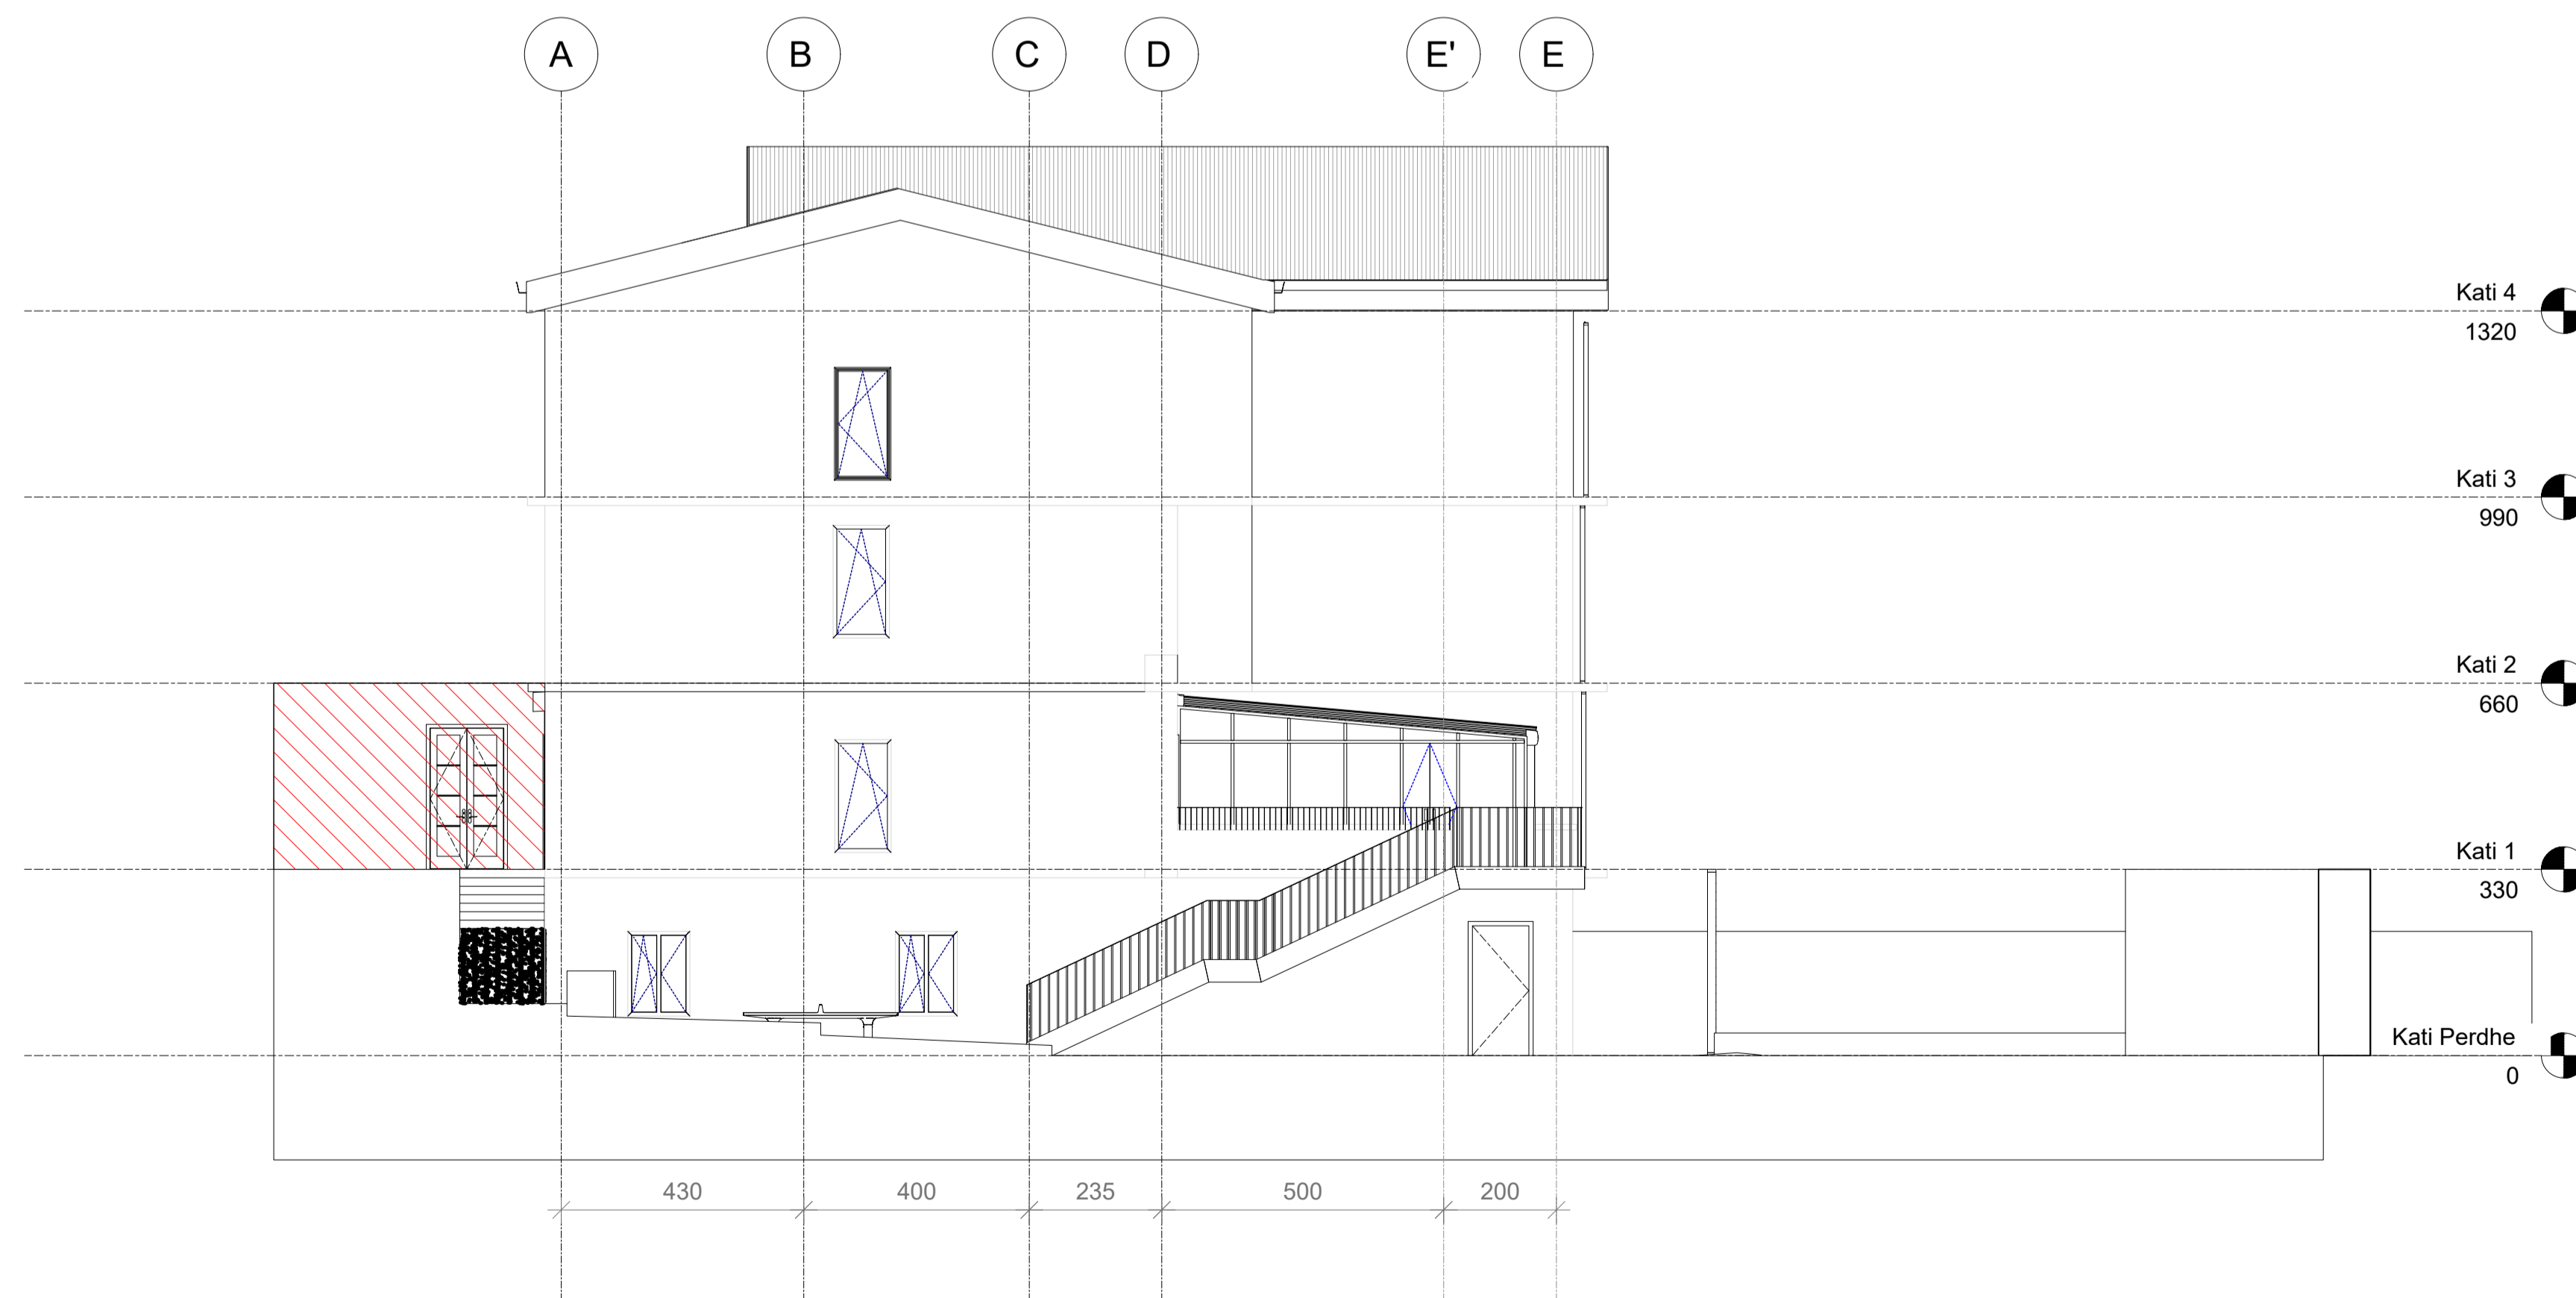 A B C D E' E
Kati 4
1320
Kati 3
990
Kati 2
660
Kati 1
330
Kati Perdhe
0
430 400 235 500 200